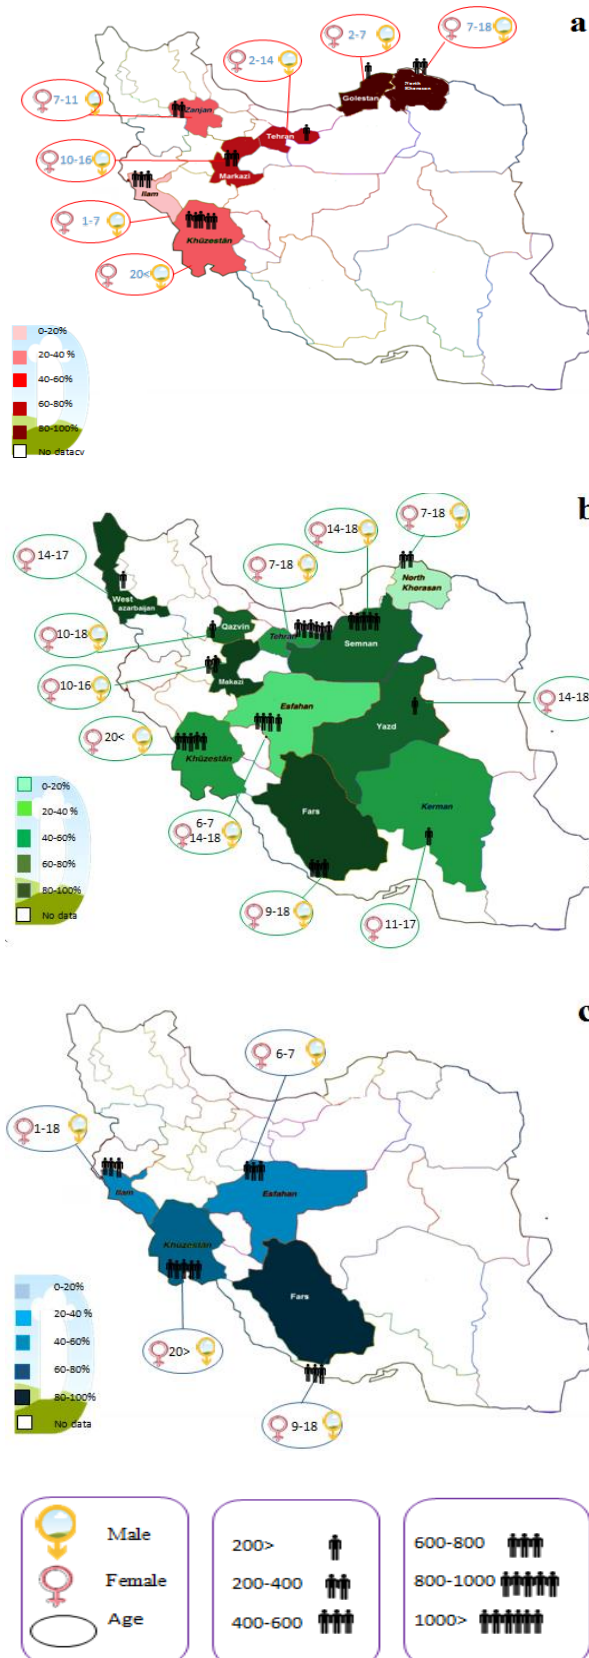 a
2-7
7-18
2-14
7-11
Golestan
North
Khorasan
Zanjan
Tehran
10-16
Markazi
Ilam
1-7
Khūzestān
20<
0-20%
20-40 %
40-60%
60-80%
80-100%
No datacv
b
7-18
14-18
14-17
7-18
North
Khorasan
West
azarbaijan
10-18
Qazvin
Tehran
Semnan
10-16
Makazi
14-18
Esfahan
Yazd
20<
Khūzestān
6-7
14-18
Fars
Kerman
0-20%
20-40 %
40-60%
60-80%
80-100%
No data
9-18
11-17
c
6-7
1-18
Ilam
Esfahan
Khūzestān
Fars
0-20%
20-40 %
40-60%
60-80%
80-100%
No data
20>
9-18
Male
Female
Age
200>
200-400
400-600
600-800
800-1000
1000>